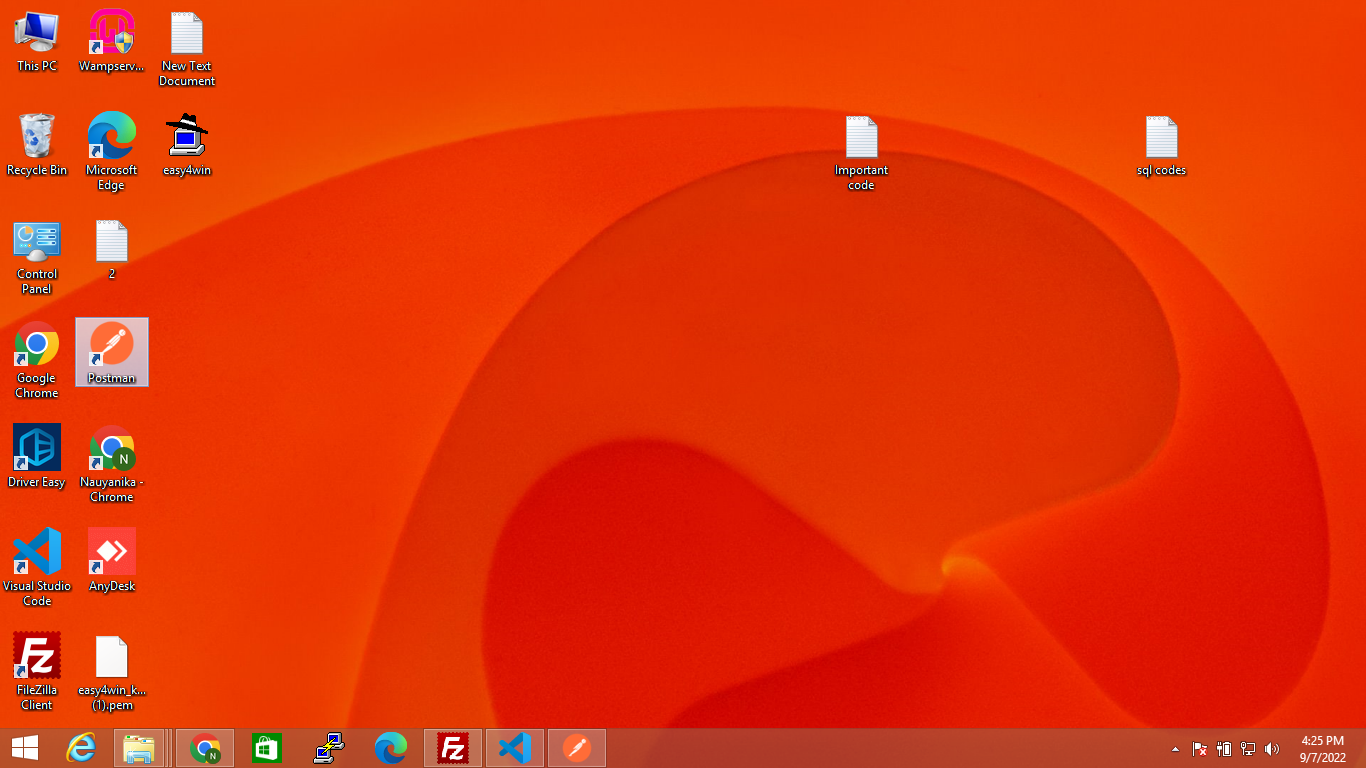 This PC
Wampserv...
New Text
Document
Recycle Bin
Microsoft
Edge
easy4win
Important
code
sql codes
Control
Panel
2
Google
Chrome
Postman
Driver Easy
N
Nauyanika -
Chrome
Visual Studio
Code
AnyDesk
Fz
FileZilla
Client
easy4win_k...
(1).pem
N
Fz
4:25 PM
9/7/2022